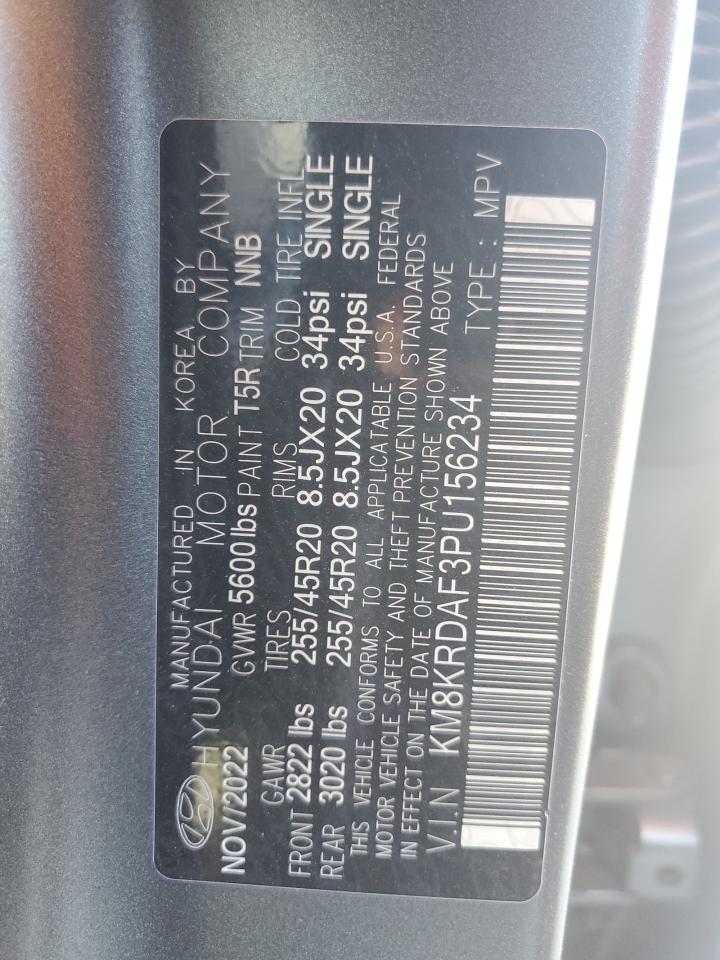 MANUFACTURED IN KOREA BY
HYUNDAI MOTOR COMPANY
NOV/2022 GVWR 5600 lbs PAINT T5R TRIM NNB
GAWR TIRES RIMS COLD TIRE INFL
FRONT 2822 lbs 255/45R20 8.5JX20 34psi SINGLE
REAR 3020 lbs 255/45R20 8.5JX20 34psi SINGLE
THIS VEHICLE CONFORMS TO ALL APPLICATABLE U.S.A. FEDERAL
MOTOR VEHICLE SAFETY AND THEFT PREVENTION STANDARDS
IN EFFECT ON THE DATE OF MANUFACTURE SHOWN ABOVE
V.I.N KM8KRDAF3PU156234 TYPE : MPV